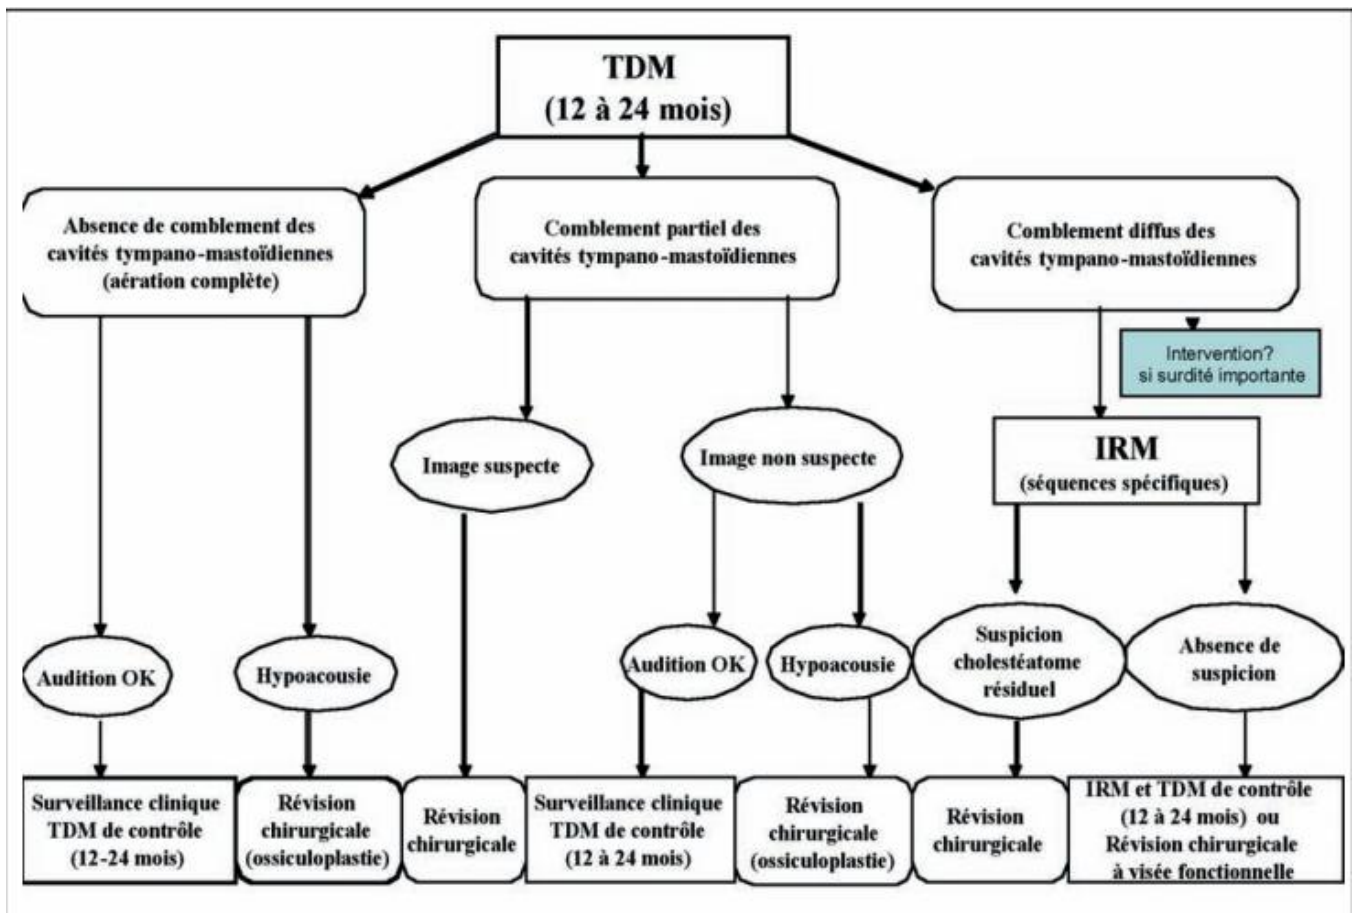 TDM
(12 à 24 mois)
Absence de comblement des
cavités tympano-mastoïdiennes
(aération complète)
Comblement partiel des
cavités tympano-mastoïdiennes
Comblement diffus des
cavités tympano-mastoïdiennes
Intervention?
si surdité importante
Image suspecte
Image non suspecte
IRM
(séquences spécifiques)
Audition OK
Hypoacousie
Audition OK
Hypoacousie
Suspicion
cholestéatome
résiduel
Absence de
suspicion
Surveillance clinique
TDM de contrôle
(12-24 mois)
Révision
chirurgicale
(ossiculoplastie)
Révision
chirurgicale
Surveillance clinique
TDM de contrôle
(12 à 24 mois)
Révision
chirurgicale
(ossiculoplastie)
Révision
chirurgicale
IRM et TDM de contrôle
(12 à 24 mois) ou
Révision chirurgicale
à visée fonctionnelle